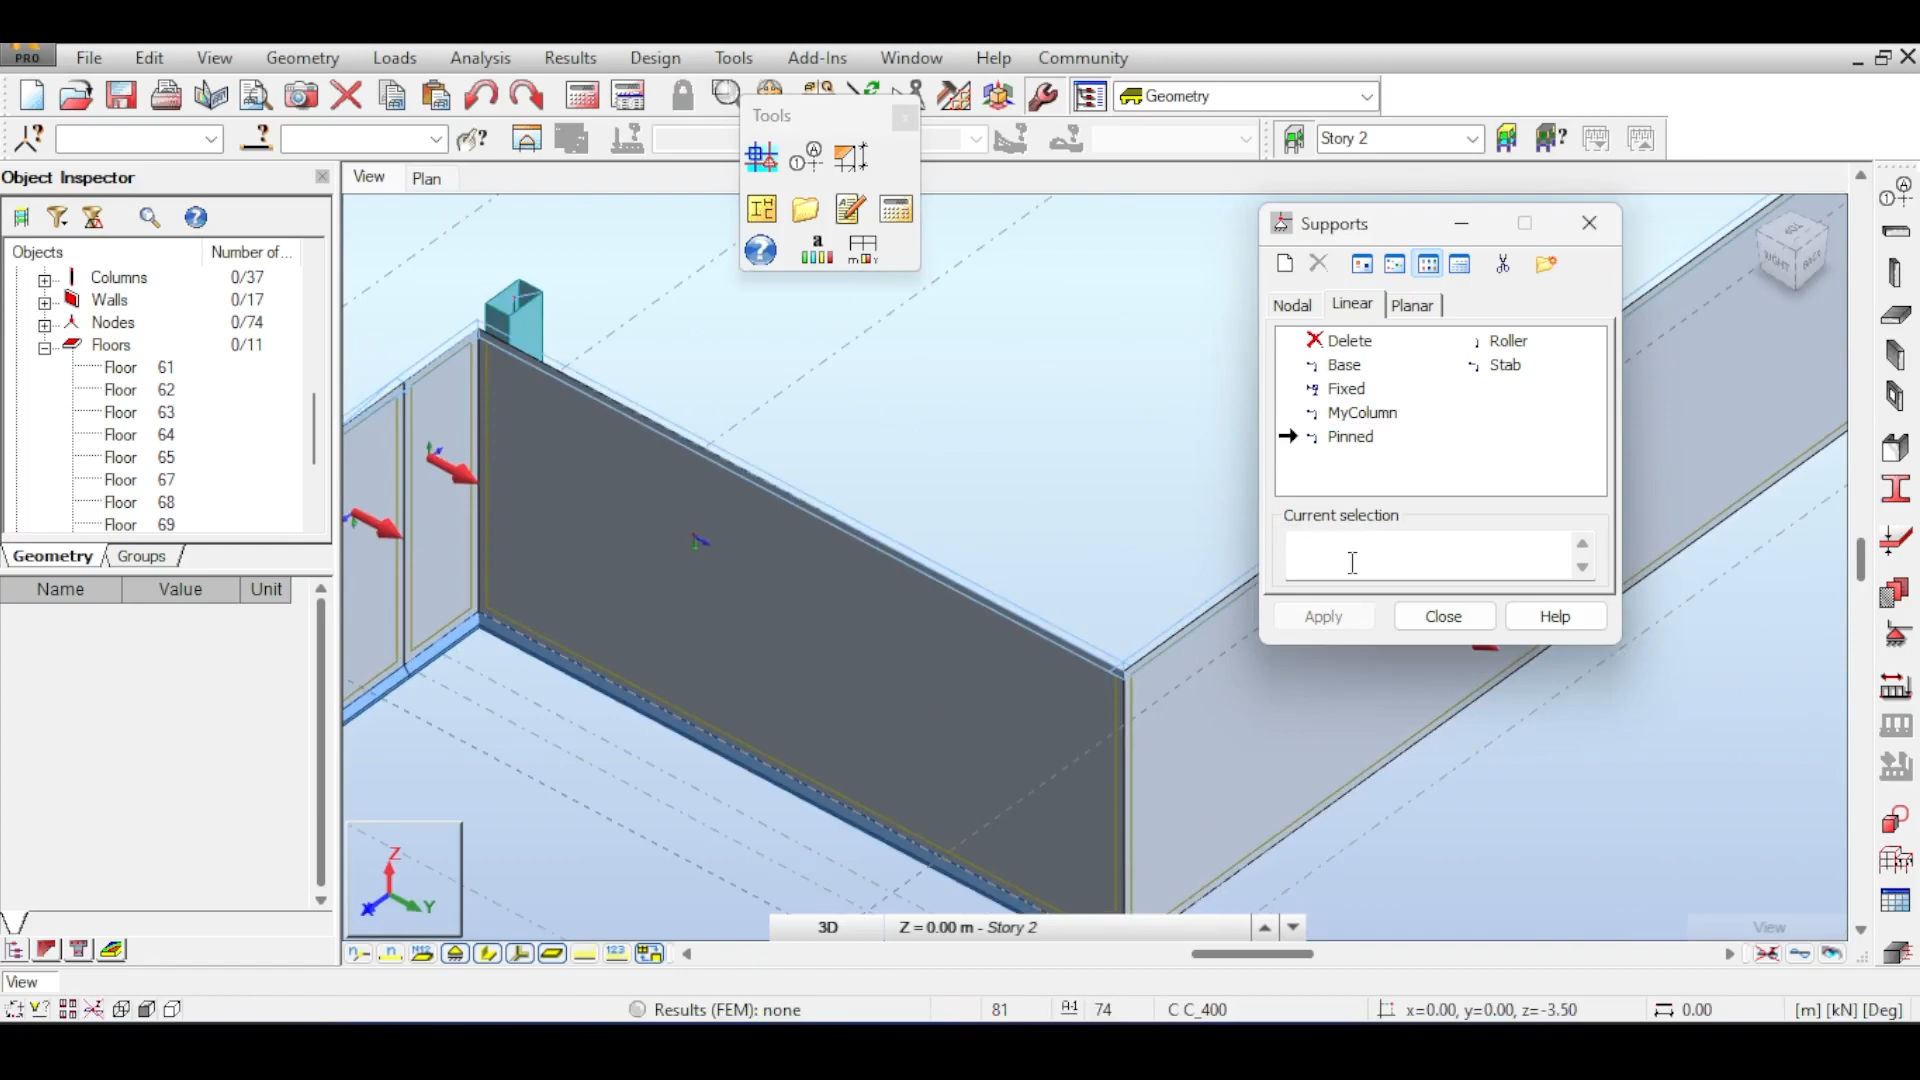 PRO
File Edit View Geometry Loads Analysis Results Design Tools Add-Ins Window Help Community
Geometry
Story 2
Tools
Object Inspector
View Plan
Objects Number of...
Columns 0/37
Walls 0/17
Nodes 0/74
Floors 0/11
Floor 61
Floor 62
Floor 63
Floor 64
Floor 65
Floor 67
Floor 68
Floor 69
Geometry Groups
Name Value Unit
Supports
Nodal Linear Planar
Delete Roller
Base Stab
Fixed
MyColumn
Pinned
Current selection
Apply Close Help
RIGHT BACK
Z
X Y
3D Z = 0.00 m - Story 2
View
View
Results (FEM): none 81 74 C C_400 x=0.00, y=0.00, z=-3.50 0.00 [m] [kN] [Deg]